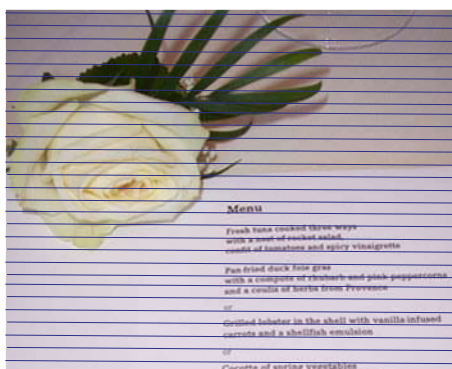 Menu
Fresh tuna cooked three ways
with a nest of rocket salad,
confit of tomatoes and spicy vinaigrette
Pan-fried duck foie gras
with a compote of rhubarb and pink peppercorns
and a coulis of herbs from Provence
or
Grilled lobster in the shell with vanilla infused
carrots and a shellfish emulsion
or
Cocotte of spring vegetables